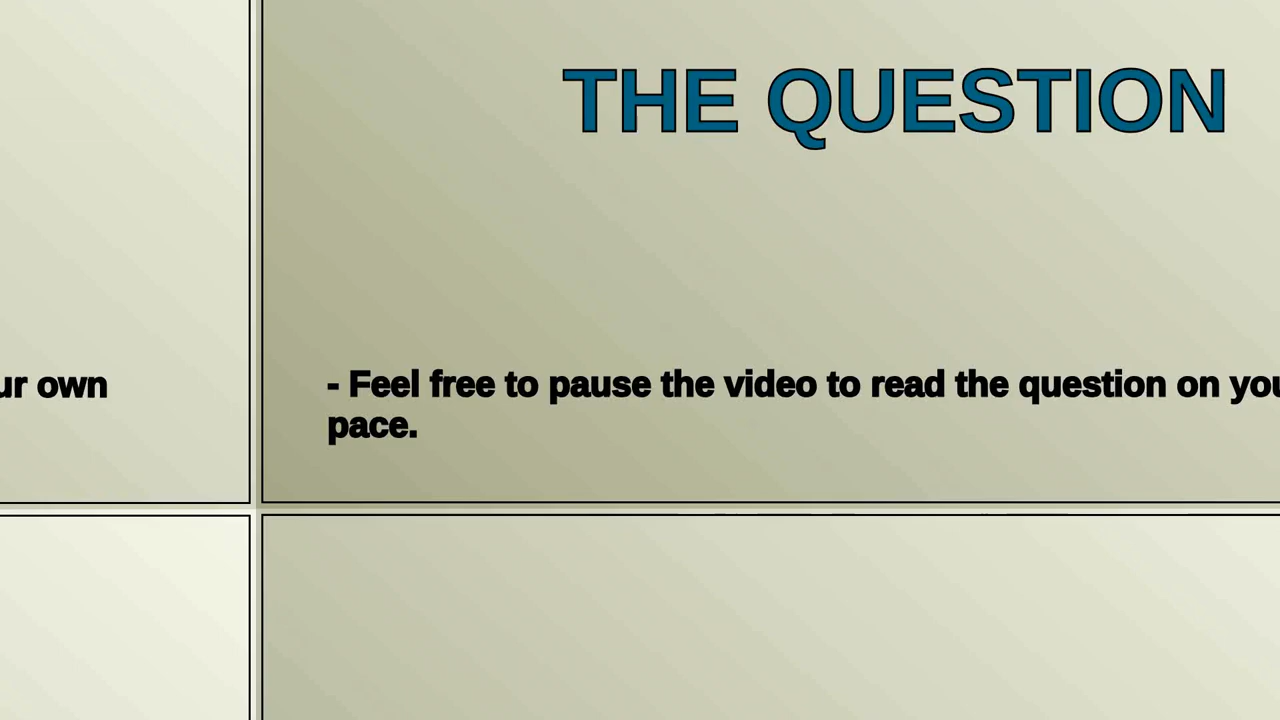 THE QUESTION
ur own
- Feel free to pause the video to read the question on you
pace.